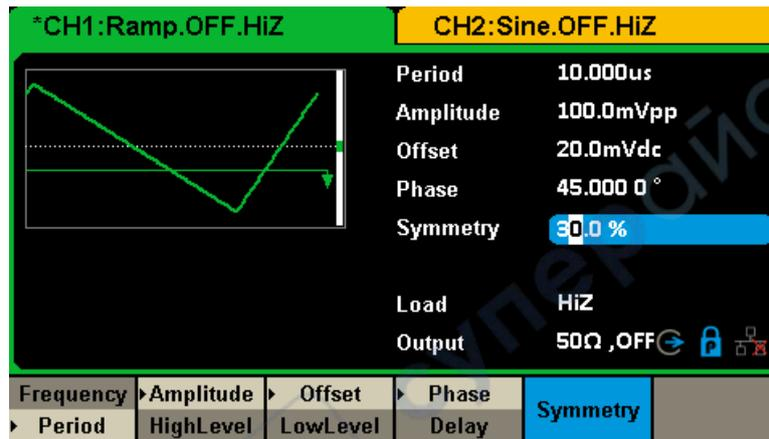 *CH1:Ramp.OFF.HiZ CH2:Sine.OFF.HiZ
Period 10.000us
Amplitude 100.0mVpp
Offset 20.0mVdc
Phase 45.000 0 °
Symmetry 30.0 %
Load HiZ
Output 50Ω ,OFF P
Frequency Amplitude Offset Phase Symmetry
Period HighLevel LowLevel Delay